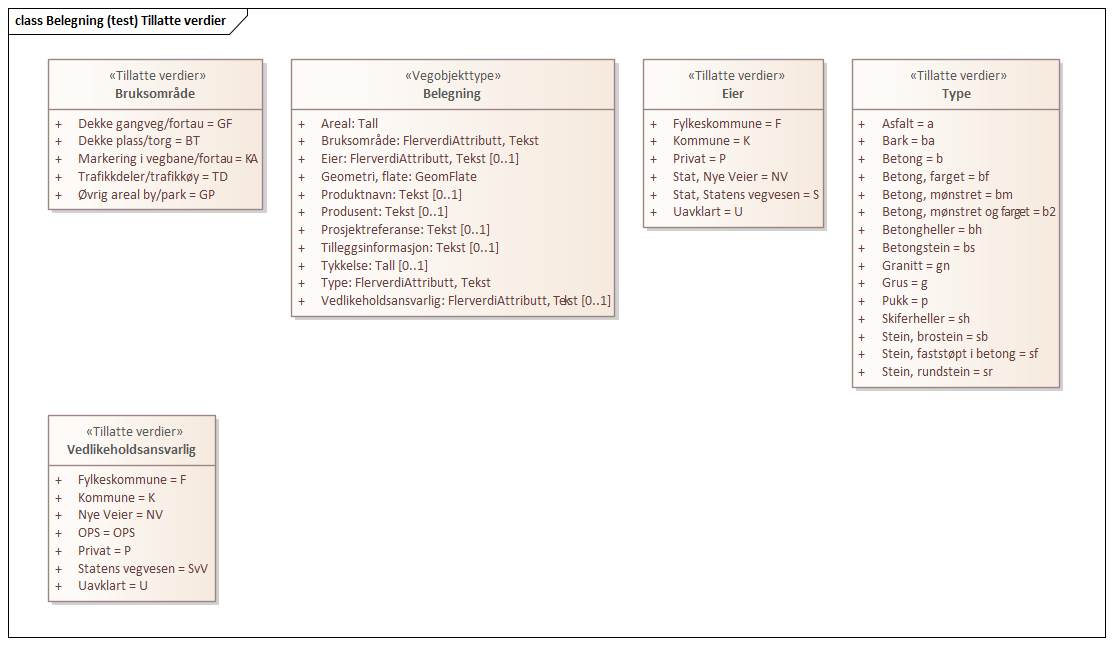 class Belegning (test) Tillatte verdier
«Tillatte verdier»
Bruksområde
+ Dekke gangveg/fortau = GF
+ Dekke plass/torg = BT
+ Markering i vegbane/fortau = KA
+ Trafikkdeler/trafikkøy = TD
+ Øvrig areal by/park = GP
«Vegobjekttype»
Belegning
+ Areal: Tall
+ Bruksområde: FlerverdiAttributt, Tekst
+ Eier: FlerverdiAttributt, Tekst [0..1]
+ Geometri, flate: GeomFlate
+ Produktnavn: Tekst [0..1]
+ Produsent: Tekst [0..1]
+ Prosjektreferanse: Tekst [0..1]
+ Tilleggsinformasjon: Tekst [0..1]
+ Tykkelse: Tall [0..1]
+ Type: FlerverdiAttributt, Tekst
+ Vedlikeholdsansvarlig: FlerverdiAttributt, Tekst [0..1]
«Tillatte verdier»
Eier
+ Fylkeskommune = F
+ Kommune = K
+ Privat = P
+ Stat, Nye Veier = NV
+ Stat, Statens vegvesen = S
+ Uavklart = U
«Tillatte verdier»
Type
+ Asfalt = a
+ Bark = ba
+ Betong = b
+ Betong, farget = bf
+ Betong, mønstret = bm
+ Betong, mønstret og farget = b2
+ Betongheller = bh
+ Betongstein = bs
+ Granitt = gn
+ Grus = g
+ Pukk = p
+ Skiferheller = sh
+ Stein, brostein = sb
+ Stein, faststøpt i betong = sf
+ Stein, rundstein = sr
«Tillatte verdier»
Vedlikeholdsansvarlig
+ Fylkeskommune = F
+ Kommune = K
+ Nye Veier = NV
+ OPS = OPS
+ Privat = P
+ Statens vegvesen = SvV
+ Uavklart = U